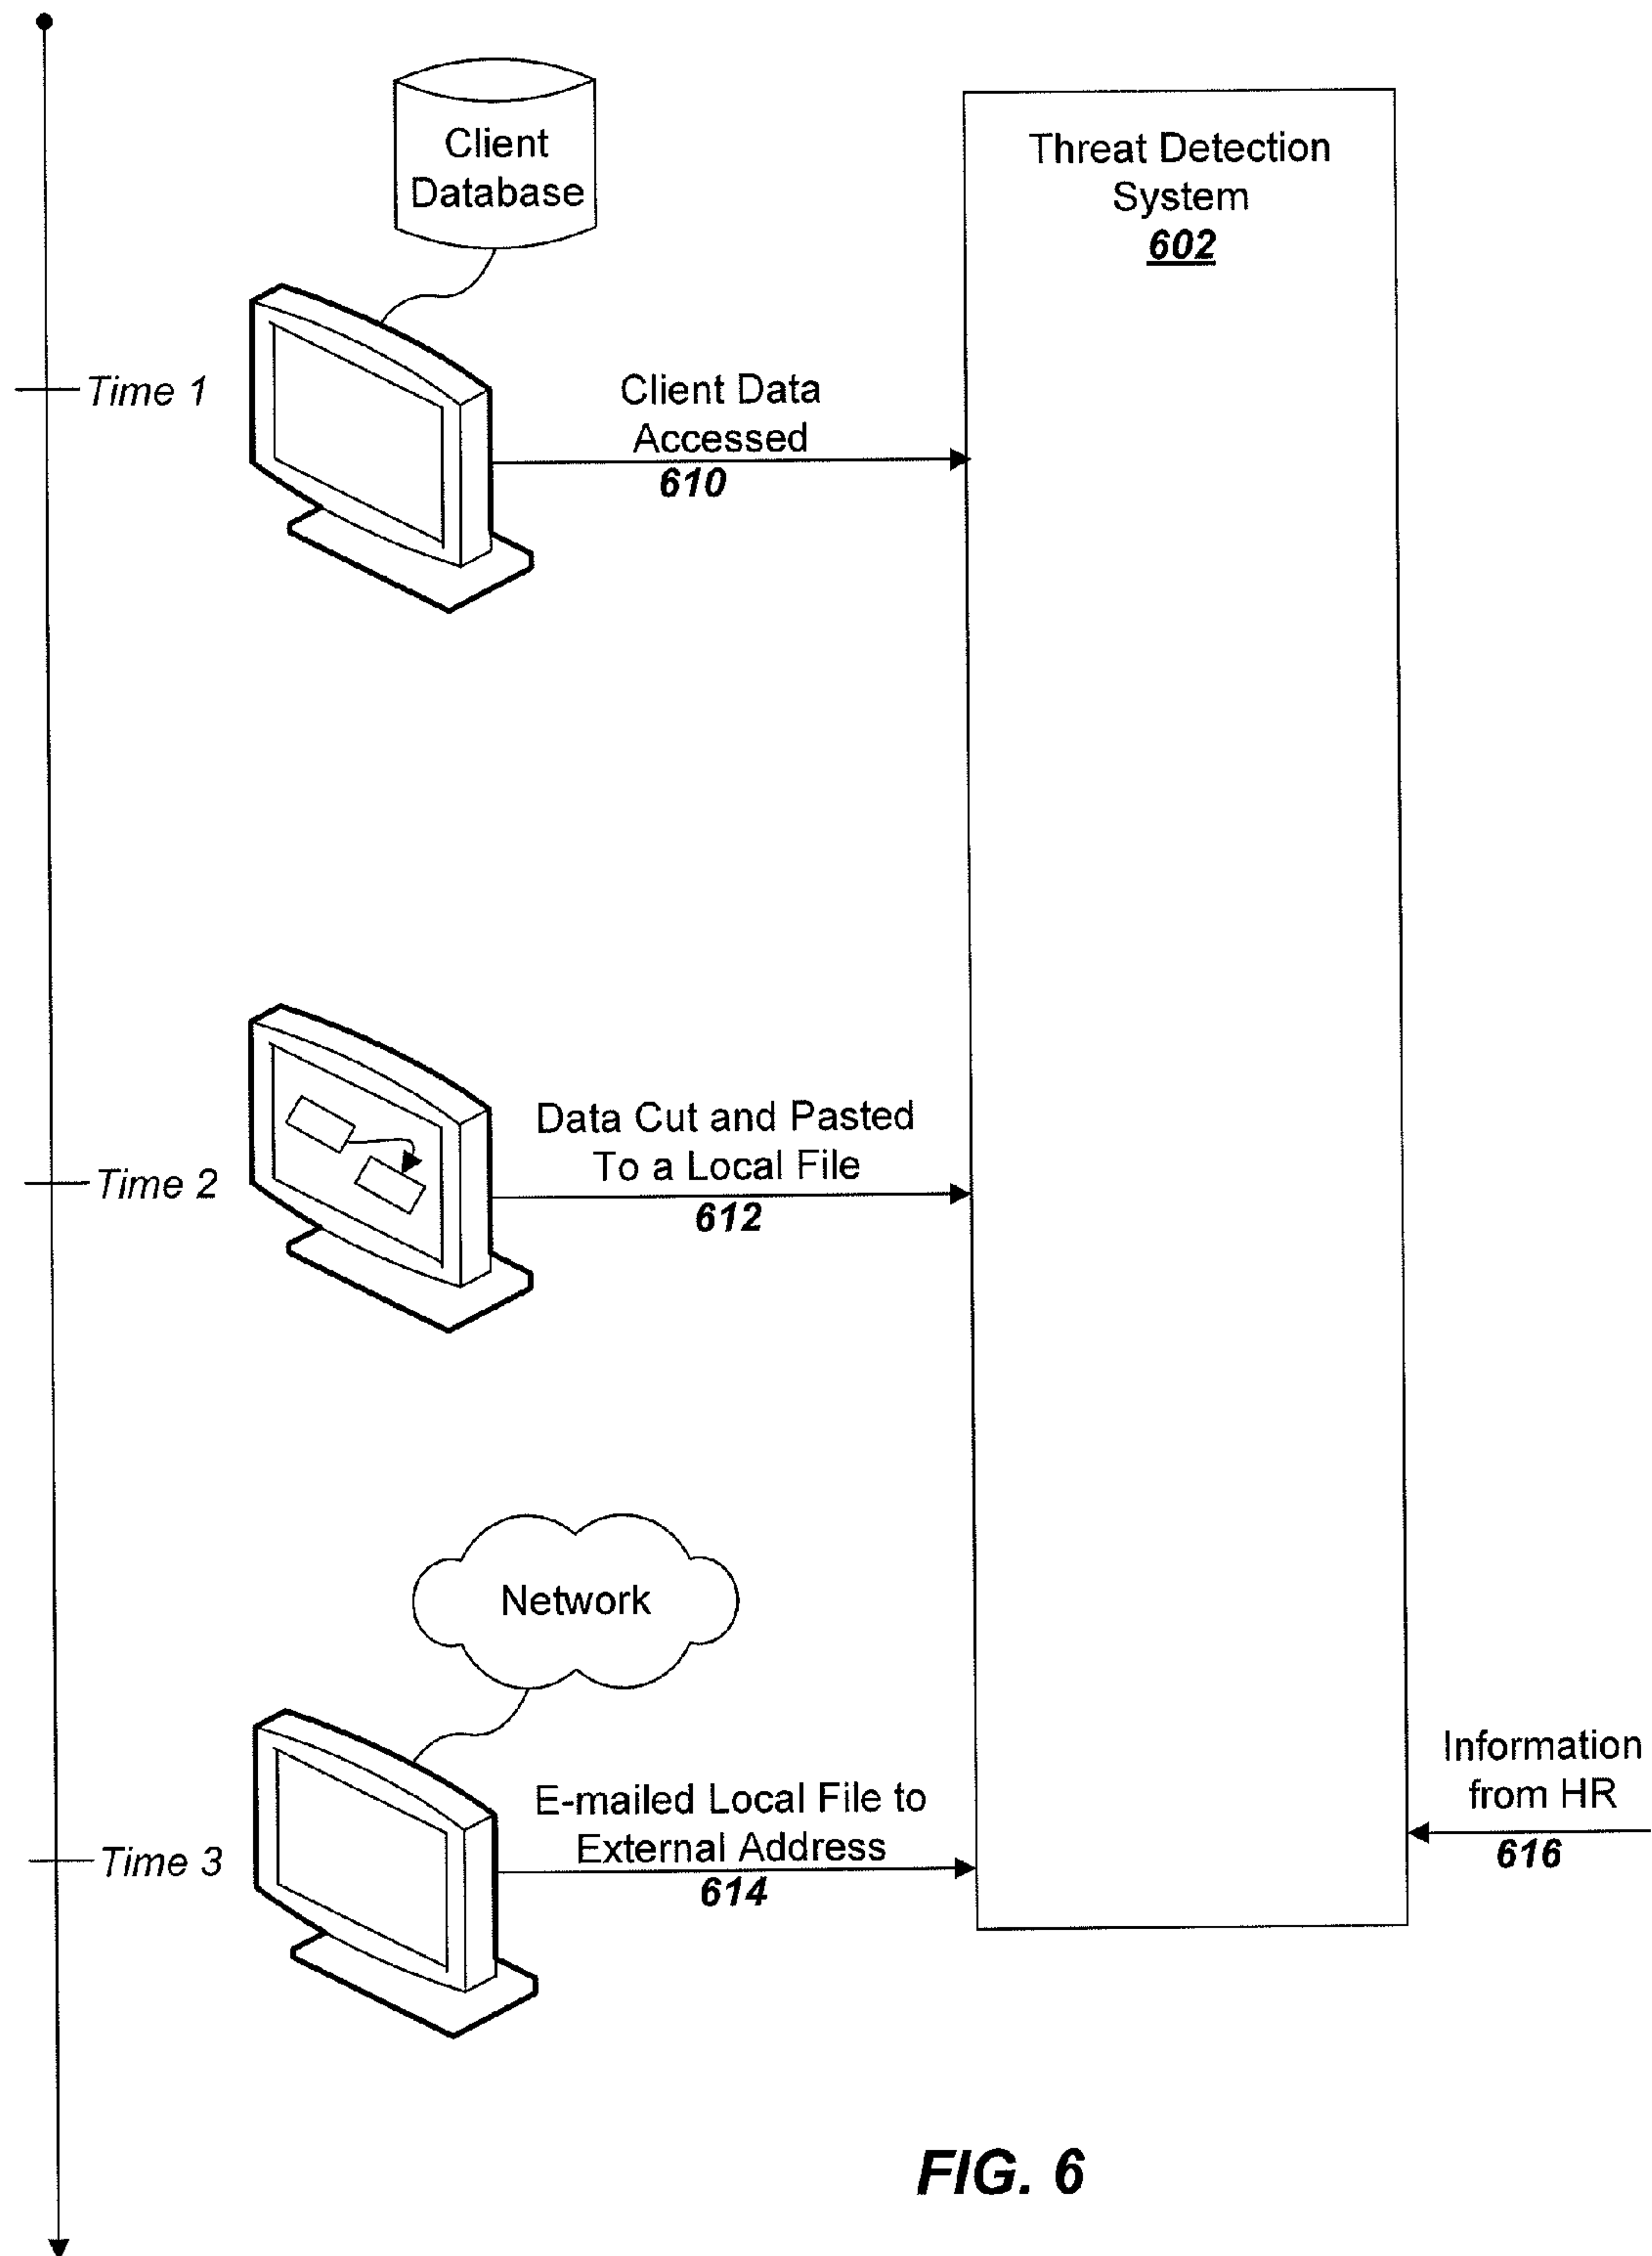 Client
Database
Threat Detection
System
602
Time 1
Client Data
Accessed
610
Time 2
Data Cut and Pasted
To a Local File
612
Network
Time 3
E-mailed Local File to
External Address
614
Information
from HR
616
FIG. 6